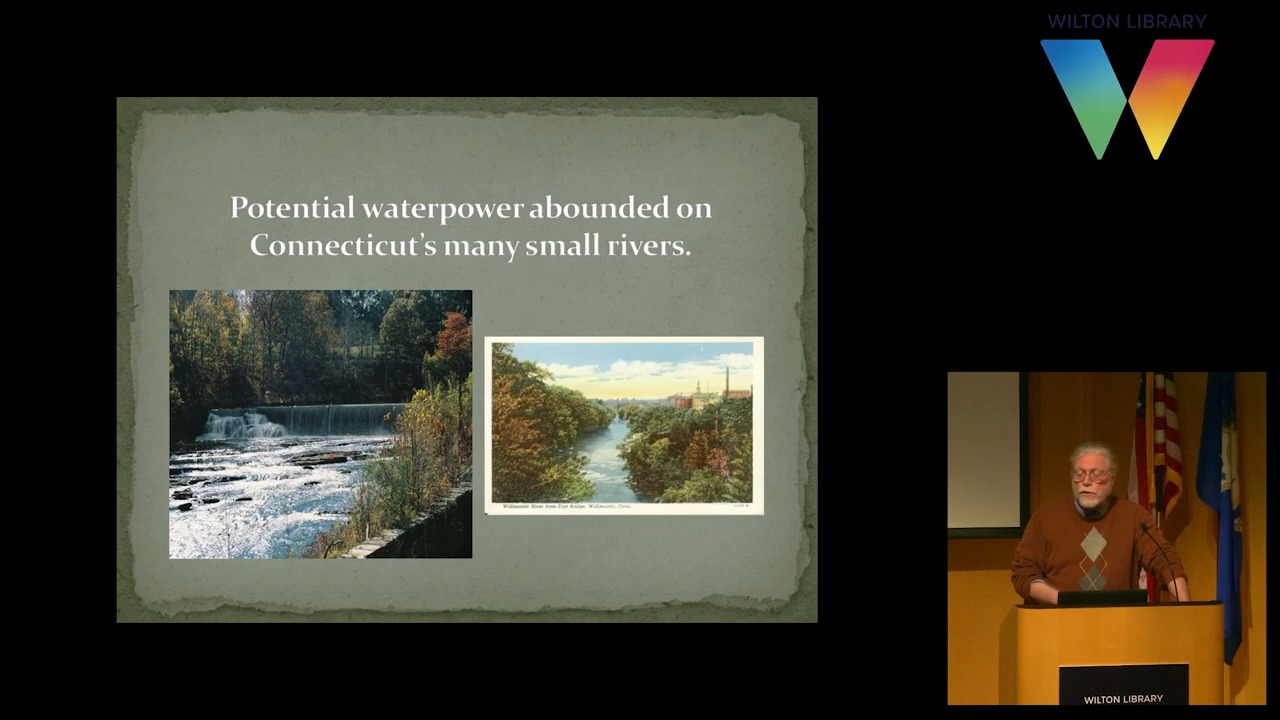 WILTON LIBRARY
Potential waterpower abounded on
Connecticut's many small rivers.
Willimantic River from Foot Bridge, Willimantic, Conn.
WILTON LIBRARY